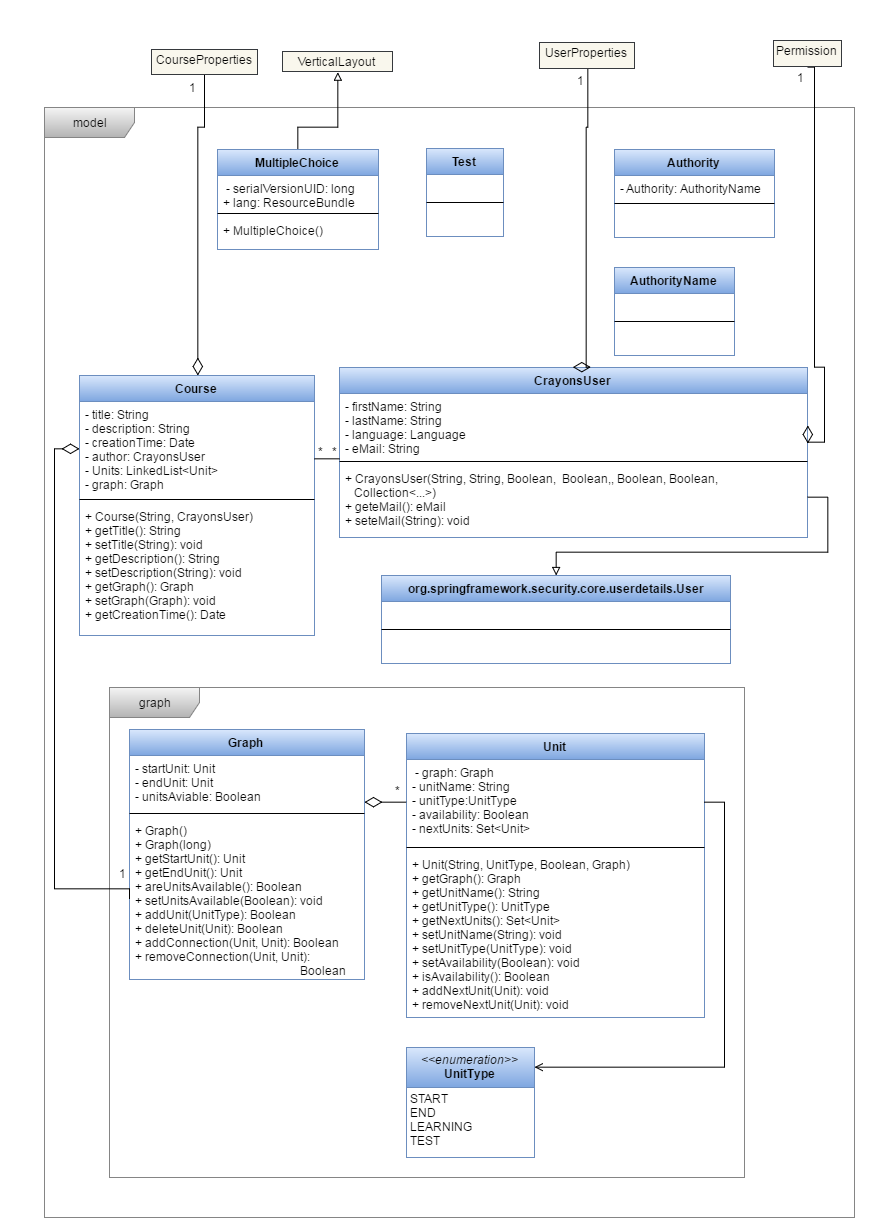 CourseProperties
VerticalLayout
UserProperties
Permission
1
1
1
model
MultipleChoice
- serialVersionUID: long
+ lang: ResourceBundle
+ MultipleChoice()
Test
Authority
- Authority: AuthorityName
AuthorityName
Course
- title: String
- description: String
- creationTime: Date
- author: CrayonsUser
- Units: LinkedList<Unit>
- graph: Graph
+ Course(String, CrayonsUser)
+ getTitle(): String
+ setTitle(String): void
+ getDescription(): String
+ setDescription(String): void
+ getGraph(): Graph
+ setGraph(Graph): void
+ getCreationTime(): Date
* *
CrayonsUser
- firstName: String
- lastName: String
- language: Language
- eMail: String
+ CrayonsUser(String, String, Boolean, Boolean,, Boolean, Boolean,
Collection<...>)
+ geteMail(): eMail
+ seteMail(String): void
org.springframework.security.core.userdetails.User
graph
Graph
- startUnit: Unit
- endUnit: Unit
- unitsAviable: Boolean
+ Graph()
+ Graph(long)
+ getStartUnit(): Unit
+ getEndUnit(): Unit
+ areUnitsAvailable(): Boolean
+ setUnitsAvailable(Boolean): void
+ addUnit(UnitType): Boolean
+ deleteUnit(Unit): Boolean
+ addConnection(Unit, Unit): Boolean
+ removeConnection(Unit, Unit):
Boolean
1
*
Unit
- graph: Graph
- unitName: String
- unitType:UnitType
- availability: Boolean
- nextUnits: Set<Unit>
+ Unit(String, UnitType, Boolean, Graph)
+ getGraph(): Graph
+ getUnitName(): String
+ getUnitType(): UnitType
+ getNextUnits(): Set<Unit>
+ setUnitName(String): void
+ setUnitType(UnitType): void
+ setAvailability(Boolean): void
+ isAvailability(): Boolean
+ addNextUnit(Unit): void
+ removeNextUnit(Unit): void
<<enumeration>>
UnitType
START
END
LEARNING
TEST